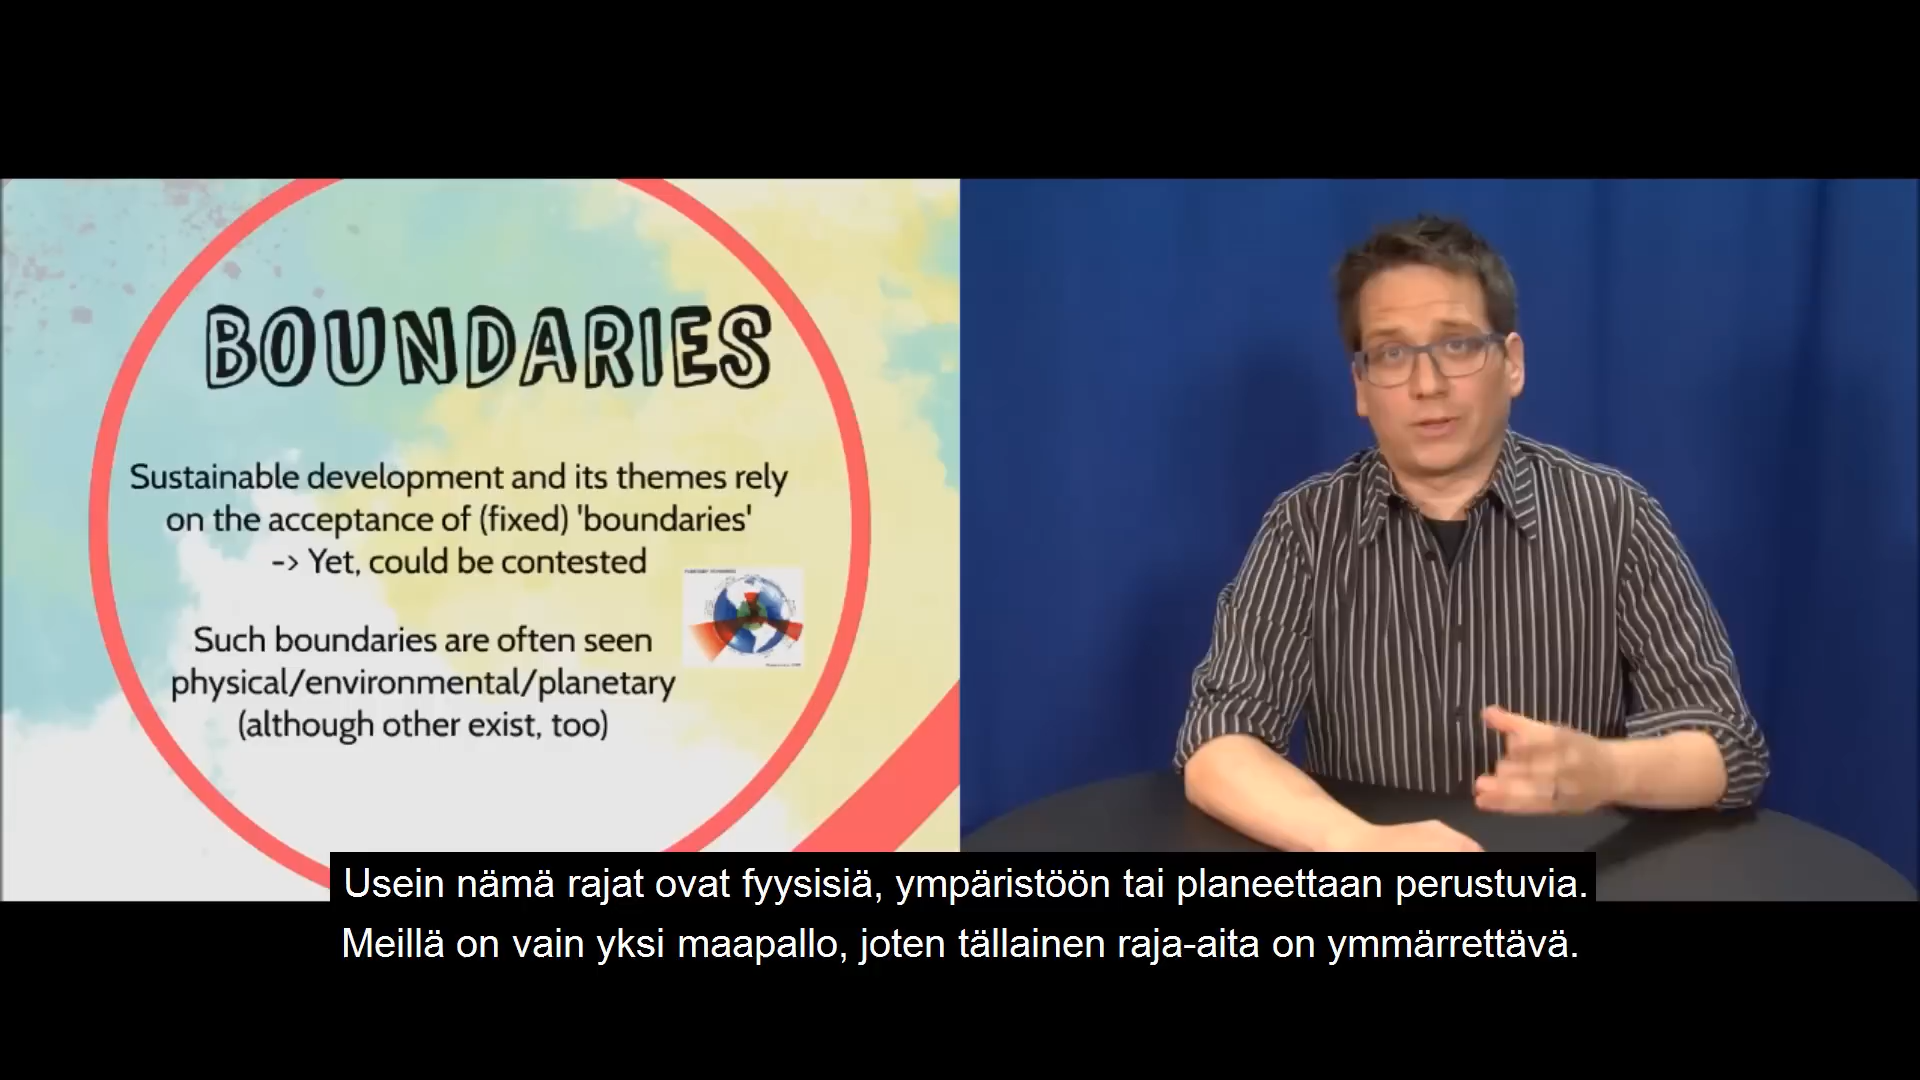 BOUNDARIES
Sustainable development and its themes rely
on the acceptance of (fixed) 'boundaries'
-> Yet, could be contested
Such boundaries are often seen
physical/environmental/planetary
(although other exist, too)
Usein nämä rajat ovat fyysisiä, ympäristöön tai planeettaan perustuvia.
Meillä on vain yksi maapallo, joten tällainen raja-aita on ymmärrettävä.